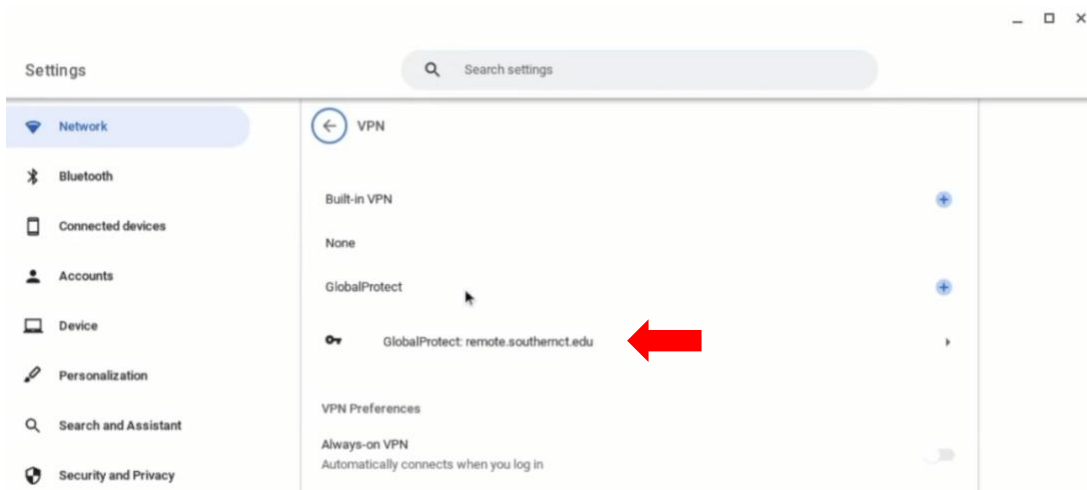 Settings
Search settings
Network
Bluetooth
Connected devices
Accounts
Device
Personalization
Search and Assistant
Security and Privacy
VPN
Built-in VPN
None
GlobalProtect
GlobalProtect: remote.southernct.edu
VPN Preferences
Always-on VPN
Automatically connects when you log in